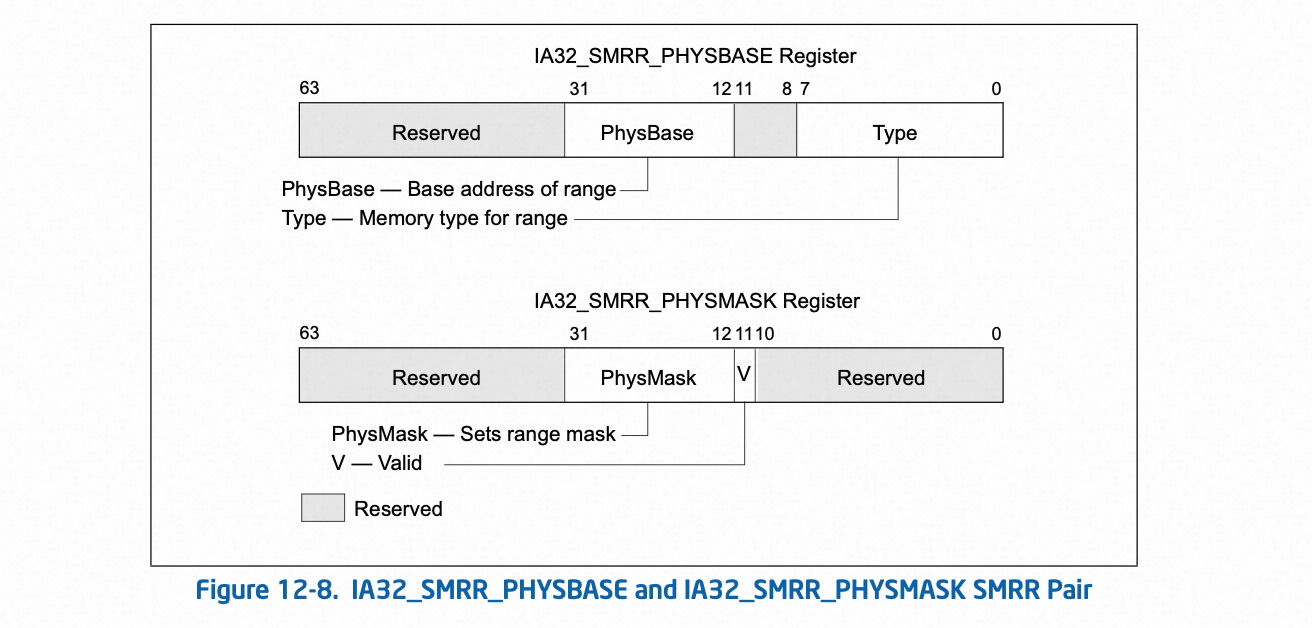 IA32_SMRR_PHYSBASE Register
63 31 12 11 8 7 0
Reserved PhysBase Type
PhysBase — Base address of range
Type — Memory type for range
IA32_SMRR_PHYSMASK Register
63 31 12 11 10 0
Reserved PhysMask V Reserved
PhysMask — Sets range mask
V — Valid
Reserved
Figure 12-8. IA32_SMRR_PHYSBASE and IA32_SMRR_PHYSMASK SMRR Pair